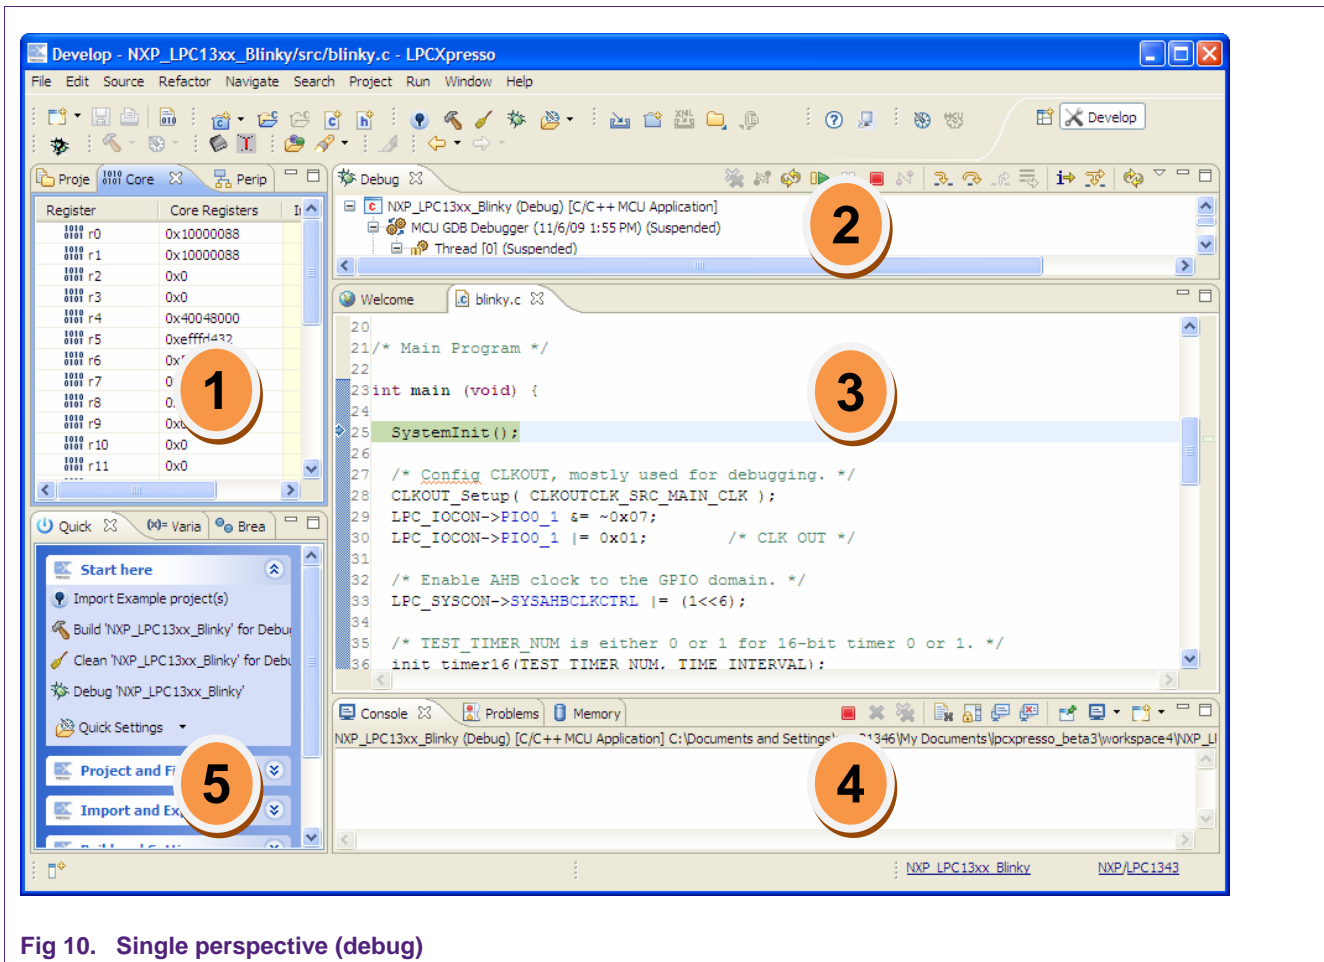 Develop - NXP_LPC13xx_Blinky/src/blinky.c - LPCXpresso
File Edit Source Refactor Navigate Search Project Run Window Help
Develop
Proje Core Perip
Register Core Registers
r0 0x10000088
r1 0x10000088
r2 0x0
r3 0x0
r4 0x40048000
r5 0xefffd432
r6
r7
r8
r9
r10 0x0
r11 0x0
1
Debug
NXP_LPC13xx_Blinky (Debug) [C/C++ MCU Application]
MCU GDB Debugger (11/6/09 1:55 PM) (Suspended)
Thread [0] (Suspended)
2
Welcome blinky.c
20
21 /* Main Program */
22
23 int main (void) {
24
25 SystemInit();
26
27 /* Config CLKOUT, mostly used for debugging. */
28 CLKOUT_Setup( CLKOUTCLK_SRC_MAIN_CLK );
29 LPC_IOCON->PIO0_1 &= ~0x07;
30 LPC_IOCON->PIO0_1 |= 0x01; /* CLK OUT */
31
32 /* Enable AHB clock to the GPIO domain. */
33 LPC_SYSCON->SYSAHBCLKCTRL |= (1<<6);
34
35 /* TEST_TIMER_NUM is either 0 or 1 for 16-bit timer 0 or 1. */
36 init_timer16(TEST_TIMER_NUM, TIME_INTERVAL);
3
Quick Varia Brea
Start here
Import Example project(s)
Build 'NXP_LPC13xx_Blinky' for Debu
Clean 'NXP_LPC13xx_Blinky' for Debu
Debug 'NXP_LPC13xx_Blinky'
Quick Settings
Project and
Import and
5
Console Problems Memory
NXP_LPC13xx_Blinky (Debug) [C/C++ MCU Application] C:\Documents and Settings\ 1346\My Documents\lpcxpresso_beta3\workspace4\NXP_L
4
NXP_LPC13xx_Blinky NXP/LPC1343
Fig 10. Single perspective (debug)